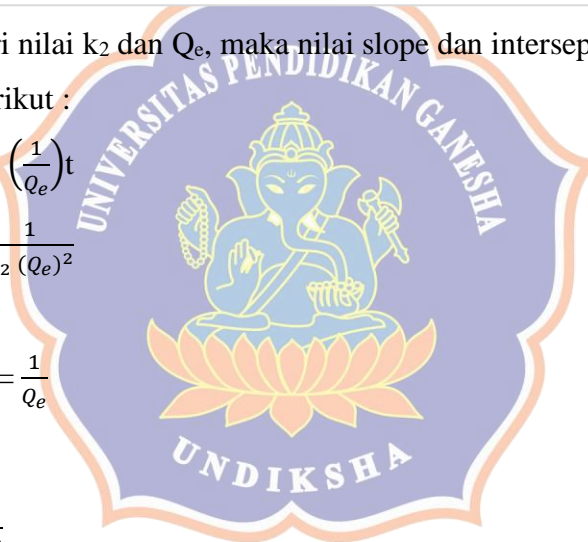 ri nilai k₂ dan Qₑ, maka nilai slope dan intersep
rikut :
(1/Qₑ)t
1/₂ (Qₑ)²
= 1/Qₑ
UNIVERSITAS PENDIDIKAN GANESHA
UNDIKSHA